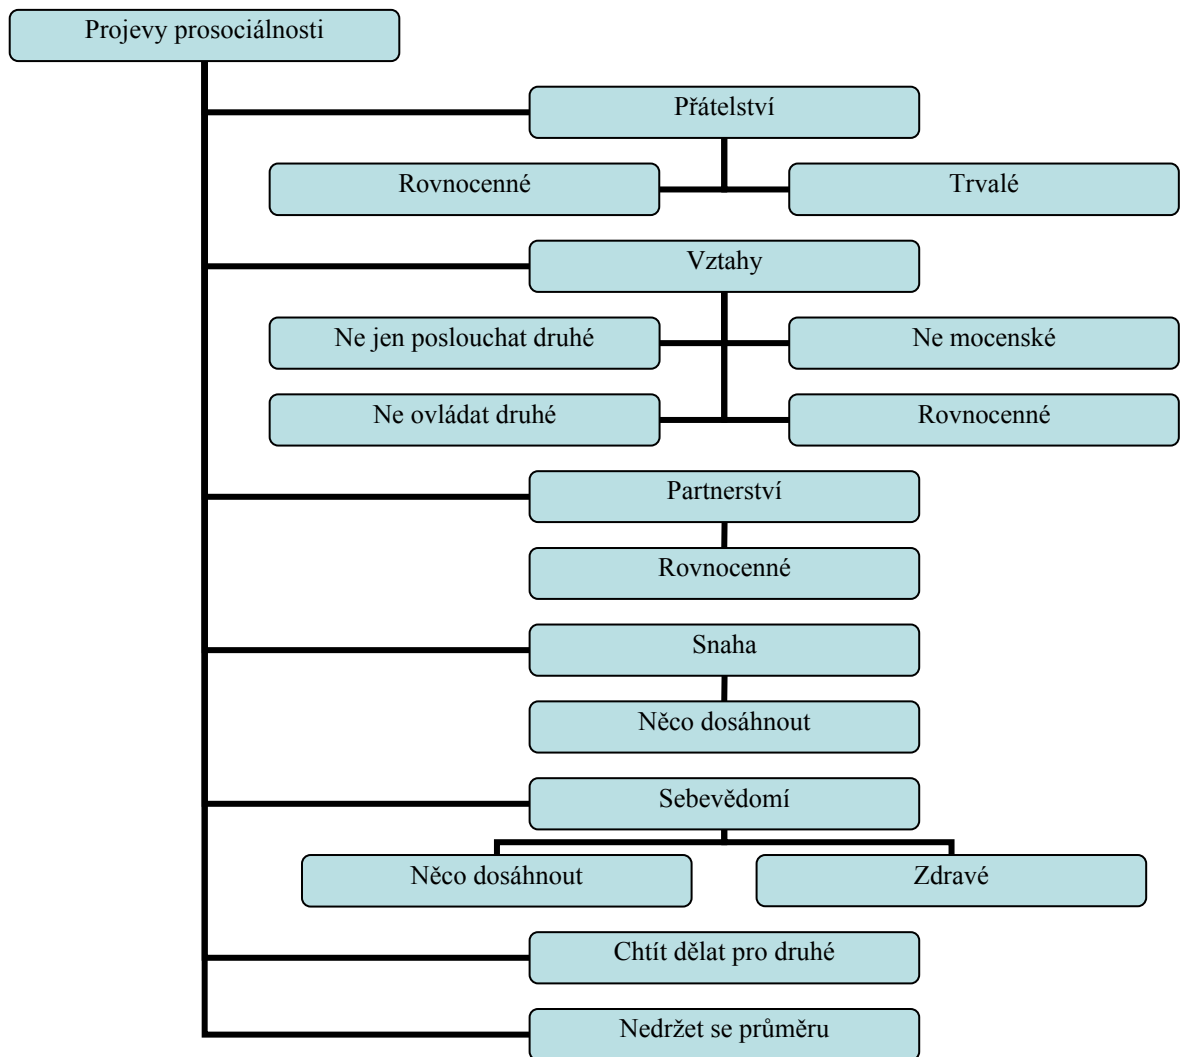 Projevy prosociálnosti
Přátelství
Rovnocenné
Trvalé
Vztahy
Ne jen poslouchat druhé
Ne mocenské
Ne ovládat druhé
Rovnocenné
Partnerství
Rovnocenné
Snaha
Něco dosáhnout
Sebevědomí
Něco dosáhnout
Zdravé
Chtít dělat pro druhé
Nedržet se průměru